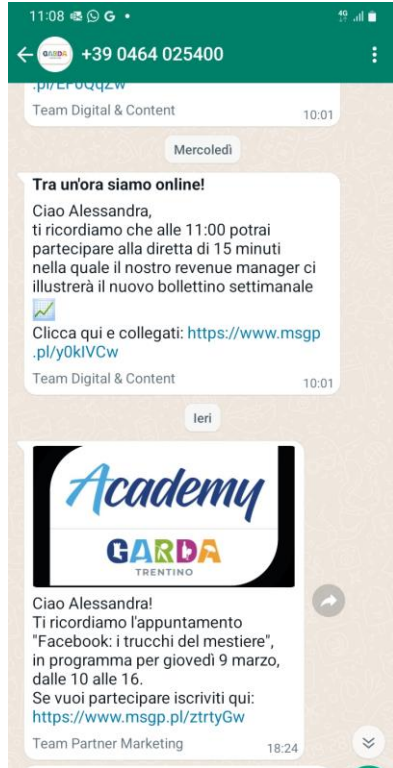 11:08 G • 4G
GARDA +39 0464 025400
.pl/EF0QqZw
Team Digital & Content 10:01
Mercoledì
Tra un'ora siamo online!
Ciao Alessandra,
ti ricordiamo che alle 11:00 potrai
partecipare alla diretta di 15 minuti
nella quale il nostro revenue manager ci
illustrerà il nuovo bollettino settimanale
Clicca qui e collegati: https://www.msgp
.pl/y0kIVCw
Team Digital & Content 10:01
Ieri
Academy
GARDA
TRENTINO
Ciao Alessandra!
Ti ricordiamo l'appuntamento
"Facebook: i trucchi del mestiere",
in programma per giovedì 9 marzo,
dalle 10 alle 16.
Se vuoi partecipare iscriviti qui:
https://www.msgp.pl/ztrtyGw
Team Partner Marketing 18:24